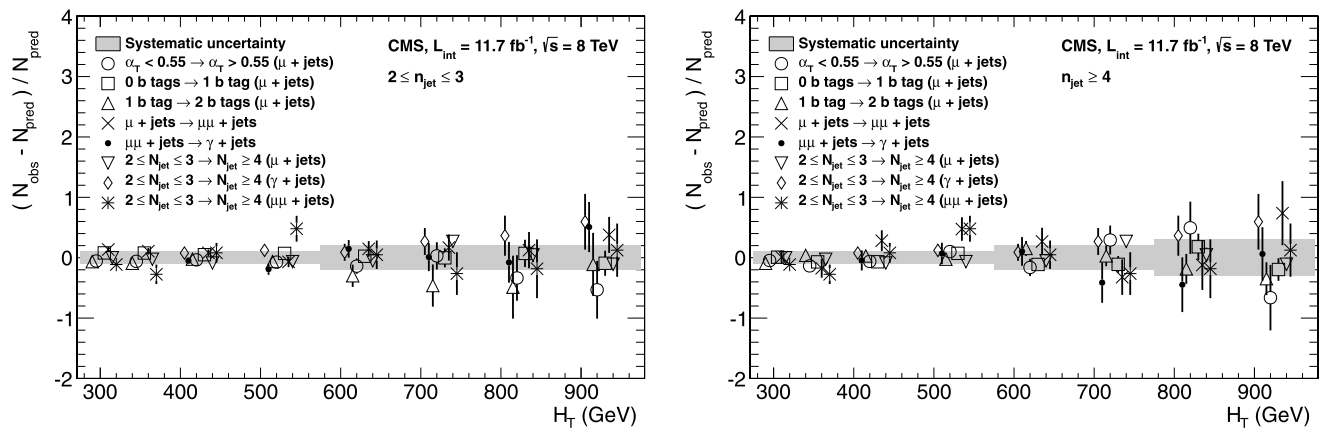 ( N_obs - N_pred ) / N_pred
4
3
2
1
0
-1
-2
Systematic uncertainty
α_T < 0.55 → α_T > 0.55 (μ + jets)
0 b tags → 1 b tag (μ + jets)
1 b tag → 2 b tags (μ + jets)
μ + jets → μμ + jets
μμ + jets → γ + jets
2 ≤ N_jet ≤ 3 → N_jet ≥ 4 (μ + jets)
2 ≤ N_jet ≤ 3 → N_jet ≥ 4 (γ + jets)
2 ≤ N_jet ≤ 3 → N_jet ≥ 4 (μμ + jets)
CMS, L_int = 11.7 fb⁻¹, √s = 8 TeV
2 ≤ n_jet ≤ 3
300 400 500 600 700 800 900
H_T (GeV)
( N_obs - N_pred ) / N_pred
4
3
2
1
0
-1
-2
Systematic uncertainty
α_T < 0.55 → α_T > 0.55 (μ + jets)
0 b tags → 1 b tag (μ + jets)
1 b tag → 2 b tags (μ + jets)
μ + jets → μμ + jets
μμ + jets → γ + jets
2 ≤ N_jet ≤ 3 → N_jet ≥ 4 (μ + jets)
2 ≤ N_jet ≤ 3 → N_jet ≥ 4 (γ + jets)
2 ≤ N_jet ≤ 3 → N_jet ≥ 4 (μμ + jets)
CMS, L_int = 11.7 fb⁻¹, √s = 8 TeV
n_jet ≥ 4
300 400 500 600 700 800 900
H_T (GeV)